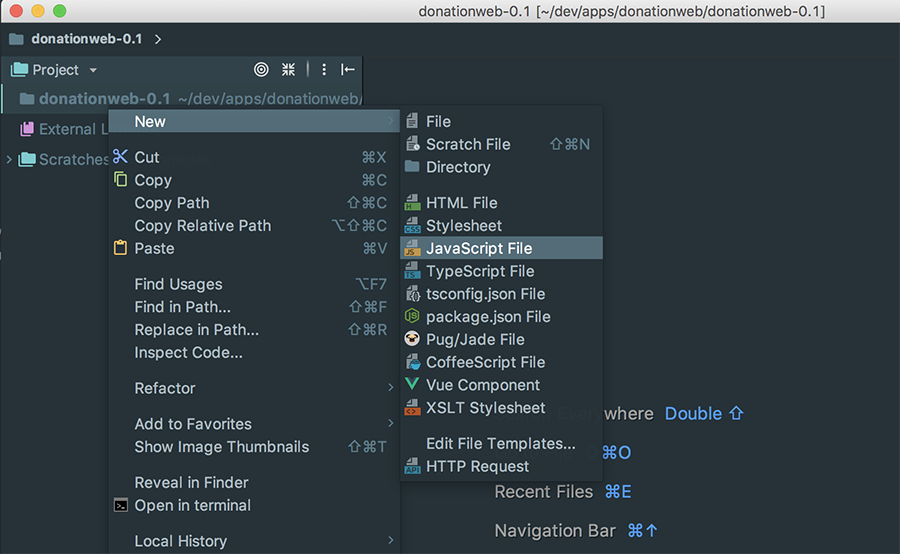 donationweb-0.1 [~/dev/apps/donationweb/donationweb-0.1]
donationweb-0.1
Project
donationweb-0.1 ~/dev/apps/donationweb/
External L
Scratches
New
Cut ⌘X
Copy ⌘C
Copy Path ⇧⌘C
Copy Relative Path ⌥⇧⌘C
Paste ⌘V
Find Usages ⌥F7
Find in Path... ⇧⌘F
Replace in Path... ⇧⌘R
Inspect Code...
Refactor
Add to Favorites
Show Image Thumbnails ⇧⌘T
Reveal in Finder
Open in terminal
Local History
File
Scratch File ⇧⌘N
Directory
HTML File
Stylesheet
JavaScript File
TypeScript File
tsconfig.json File
package.json File
Pug/Jade File
CoffeeScript File
Vue Component
XSLT Stylesheet
Edit File Templates...
HTTP Request
Double ⇧
⌘O
Recent Files ⌘E
Navigation Bar ⌘↑